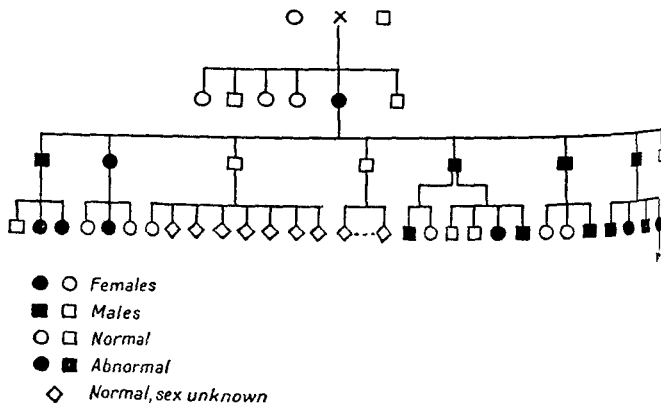 Females
Males
Normal
Abnormal
Normal, sex unknown